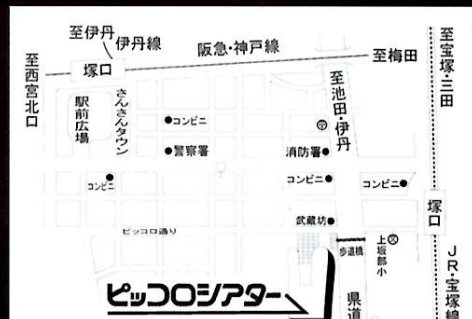 至伊丹
伊丹線
阪急・神戸線
至梅田
至西宮北口
塚口
駅前広場
さんさんタウン
コンビニ
警察署
コンビニ
至池田・伊丹
消防署
コンビニ
コンビニ
至宝塚・三田
塚口
武蔵坊
ピッコロ通り
歩道橋
上坂部小
文
県道
JR・宝塚線
ピッコロシアター